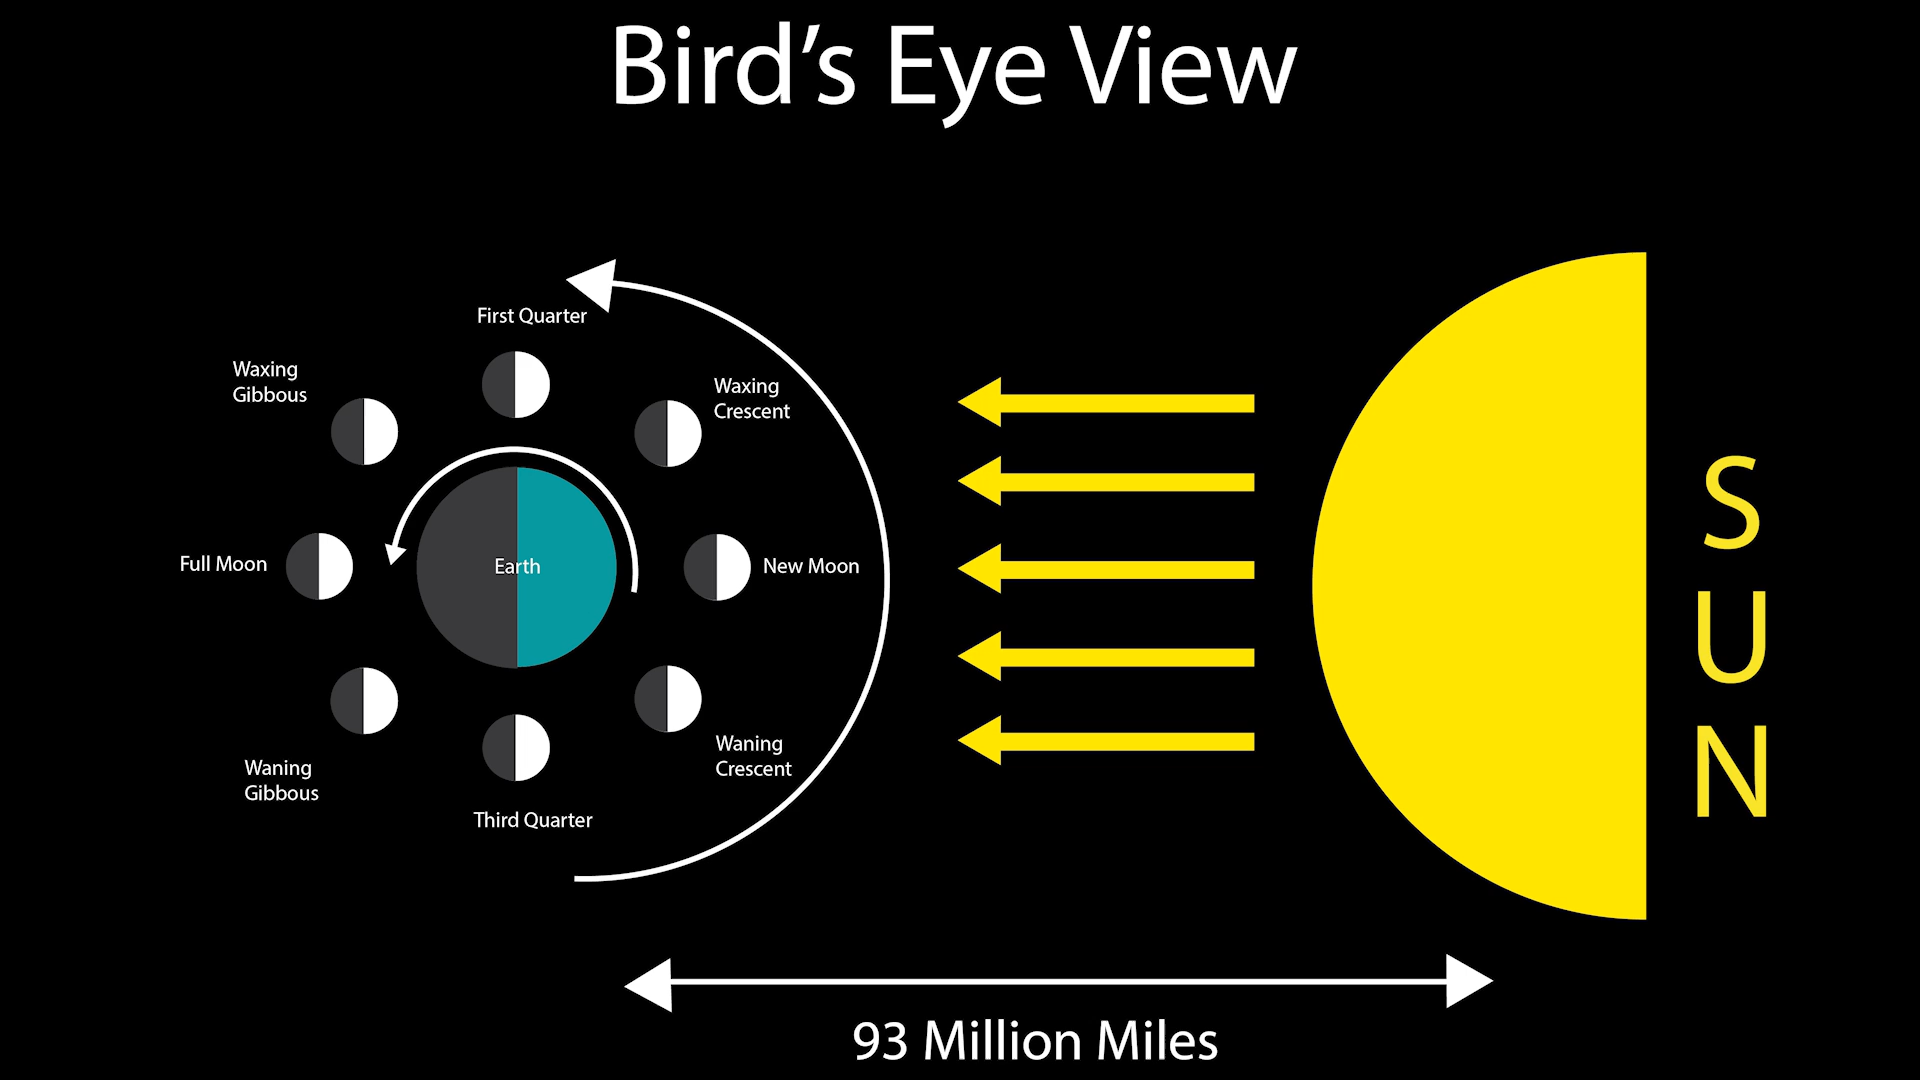 Bird’s Eye View
First Quarter
Waxing
Gibbous
Waxing
Crescent
Full Moon
Earth
New Moon
Waning
Gibbous
Waning
Crescent
Third Quarter
S
U
N
93 Million Miles